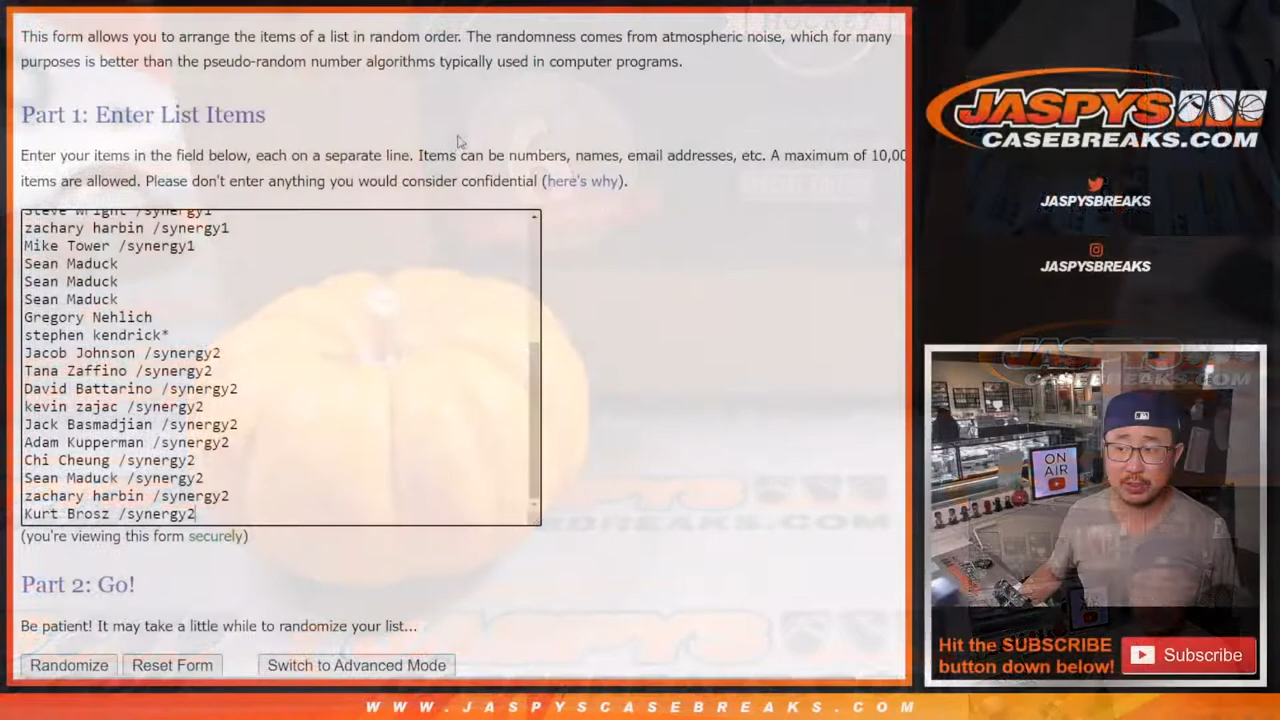 HOCKEY
This form allows you to arrange the items of a list in random order. The randomness comes from atmospheric noise, which for many
purposes is better than the pseudo-random number algorithms typically used in computer programs.
Part 1: Enter List Items
Enter your items in the field below, each on a separate line. Items can be numbers, names, email addresses, etc. A maximum of 10,00
items are allowed. Please don't enter anything you would consider confidential (here's why).
Steve Wright /synergy1
zachary harbin /synergy1
Mike Tower /synergy1
Sean Maduck
Sean Maduck
Sean Maduck
Gregory Nehlich
stephen kendrick*
Jacob Johnson /synergy2
Tana Zaffino /synergy2
David Battarino /synergy2
kevin zajac /synergy2
Jack Basmadjian /synergy2
Adam Kupperman /synergy2
Chi Cheung /synergy2
Sean Maduck /synergy2
zachary harbin /synergy2
Kurt Brosz /synergy2
(you're viewing this form securely)
Part 2: Go!
Be patient! It may take a little while to randomize your list...
Randomize
Reset Form
Switch to Advanced Mode
JASPYS
CASEBREAKS.COM
JASPYSBREAKS
JASPYSBREAKS
ON
AIR
Hit the SUBSCRIBE
button down below!
Subscribe
WWW.JASPYSCASEBREAKS.COM